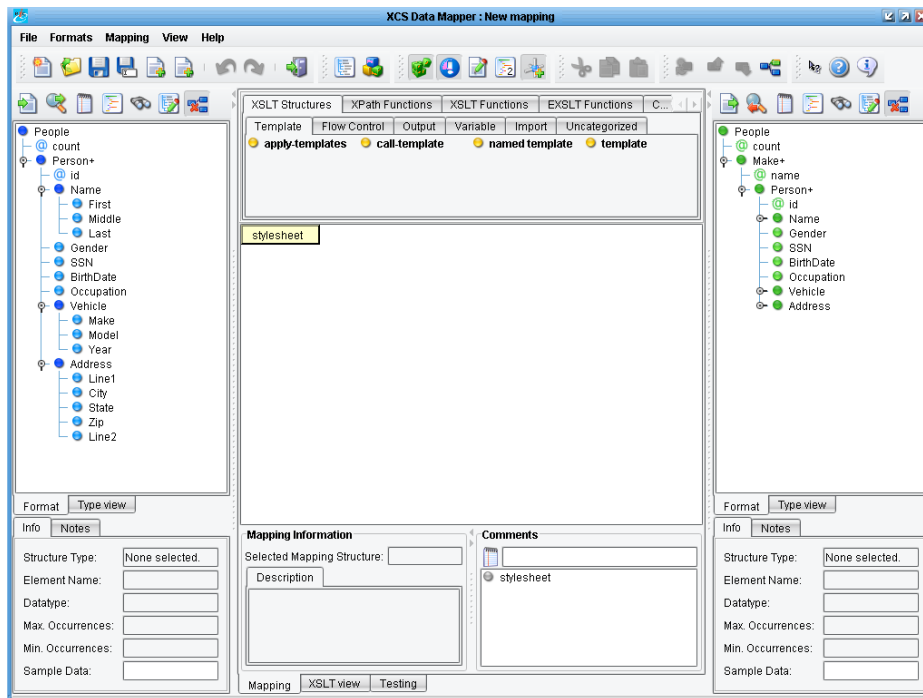 XCS Data Mapper : New mapping
File Formats Mapping View Help
XSLT Structures XPath Functions XSLT Functions EXSLT Functions C...
Template Flow Control Output Variable Import Uncategorized
apply-templates call-template named template template
stylesheet
People
@ count
Person+
@ id
Name
First
Middle
Last
Gender
SSN
BirthDate
Occupation
Vehicle
Make
Model
Year
Address
Line1
City
State
Zip
Line2
Format Type view
Info Notes
Structure Type: None selected.
Element Name:
Datatype:
Max. Occurrences:
Min. Occurrences:
Sample Data:
Mapping Information
Selected Mapping Structure:
Description
Comments
stylesheet
Mapping XSLT view Testing
People
@ count
Make+
@ name
Person+
@ id
Name
Gender
SSN
BirthDate
Occupation
Vehicle
Address
Format Type view
Info Notes
Structure Type: None selected.
Element Name:
Datatype:
Max. Occurrences:
Min. Occurrences:
Sample Data: